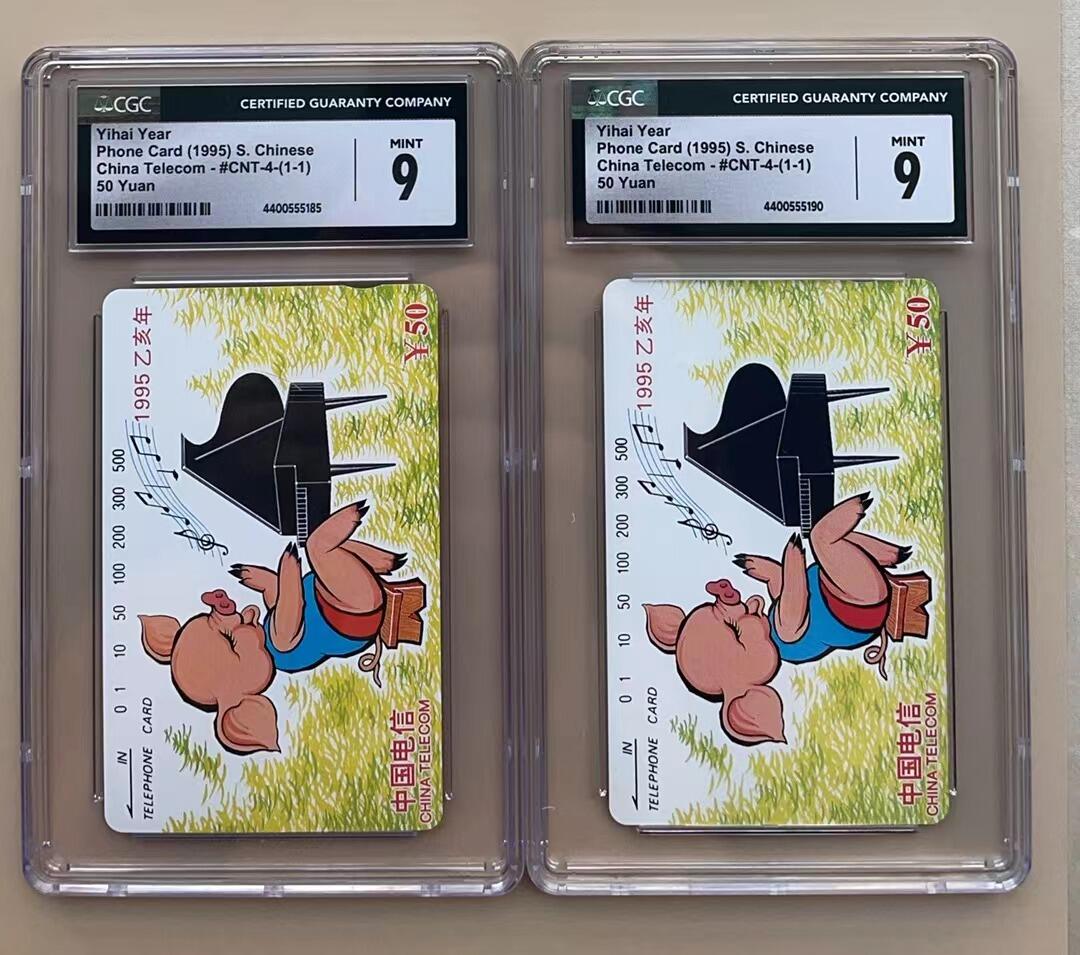 CGC CERTIFIED GUARANTY COMPANY
Yihai Year
Phone Card (1995) S. Chinese
China Telecom - #CNT-4-(1-1)
50 Yuan
4400555185
MINT
9
1995 乙亥年
¥50
TELEPHONE CARD
IN
0 1 10 50 100 200 300 500
中国电信
CHINA TELECOM
CGC CERTIFIED GUARANTY COMPANY
Yihai Year
Phone Card (1995) S. Chinese
China Telecom - #CNT-4-(1-1)
50 Yuan
4400555190
MINT
9
1995 乙亥年
¥50
TELEPHONE CARD
IN
0 1 10 50 100 200 300 500
中国电信
CHINA TELECOM